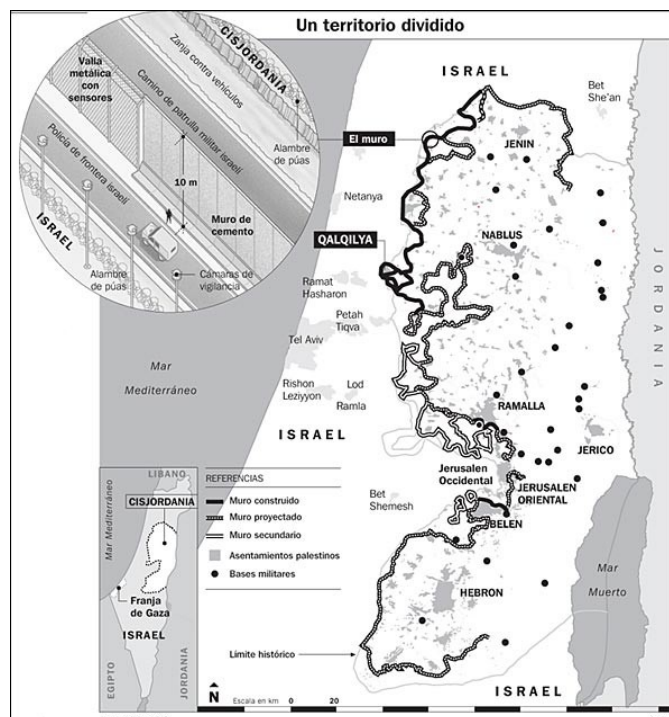 Un territorio dividido
CISJORDANIA
Zanja contra vehículos
Valla
metálica
con
sensores
Camino de patrulla militar israelí
Alambre
de púas
Policía de frontera israelí
10 m
Muro de
cemento
ISRAEL
Alambre
de púas
Cámaras de
vigilancia
ISRAEL
Bet
She'an
El muro
JENIN
Netanya
NABLUS
QALQILYA
Ramat
Hasharon
Petah
Tiqva
Tel Aviv
Mar
Mediterráneo
Rishon
Leziyyon
Lod
Ramla
JORDANIA
RAMALLA
ISRAEL
JERICO
Jerusalen
Occidental
JERUSALEN
ORIENTAL
Bet
Shemesh
BELEN
HEBRON
Mar
Muerto
Límite histórico
ISRAEL
LIBANO
CISJORDANIA
Mar Mediterráneo
Franja
de Gaza
ISRAEL
EGIPTO
JORDANIA
REFERENCIAS
Muro construido
Muro proyectado
Muro secundario
Asentamientos palestinos
Bases militares
N
Escala en km 0 20